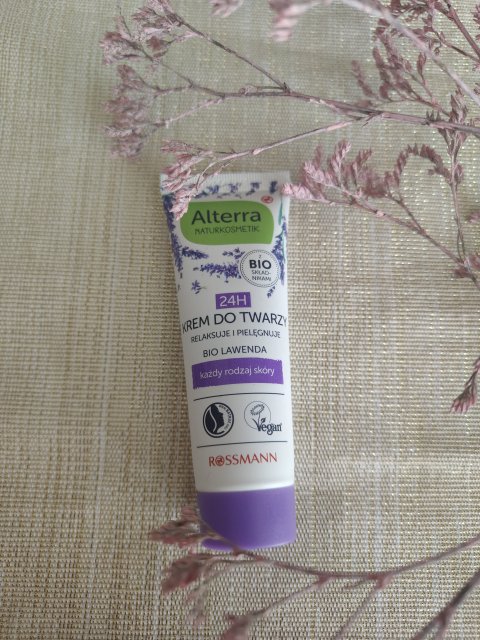 Alterra
NATURKOSMETIK
Z
BIO
SKŁAD-
NIKAMI
24H
KREM DO TWARZY
RELAKSUJE I PIELĘGNUJE
BIO LAWENDA
każdy rodzaj skóry
Vegan
ROSSMANN